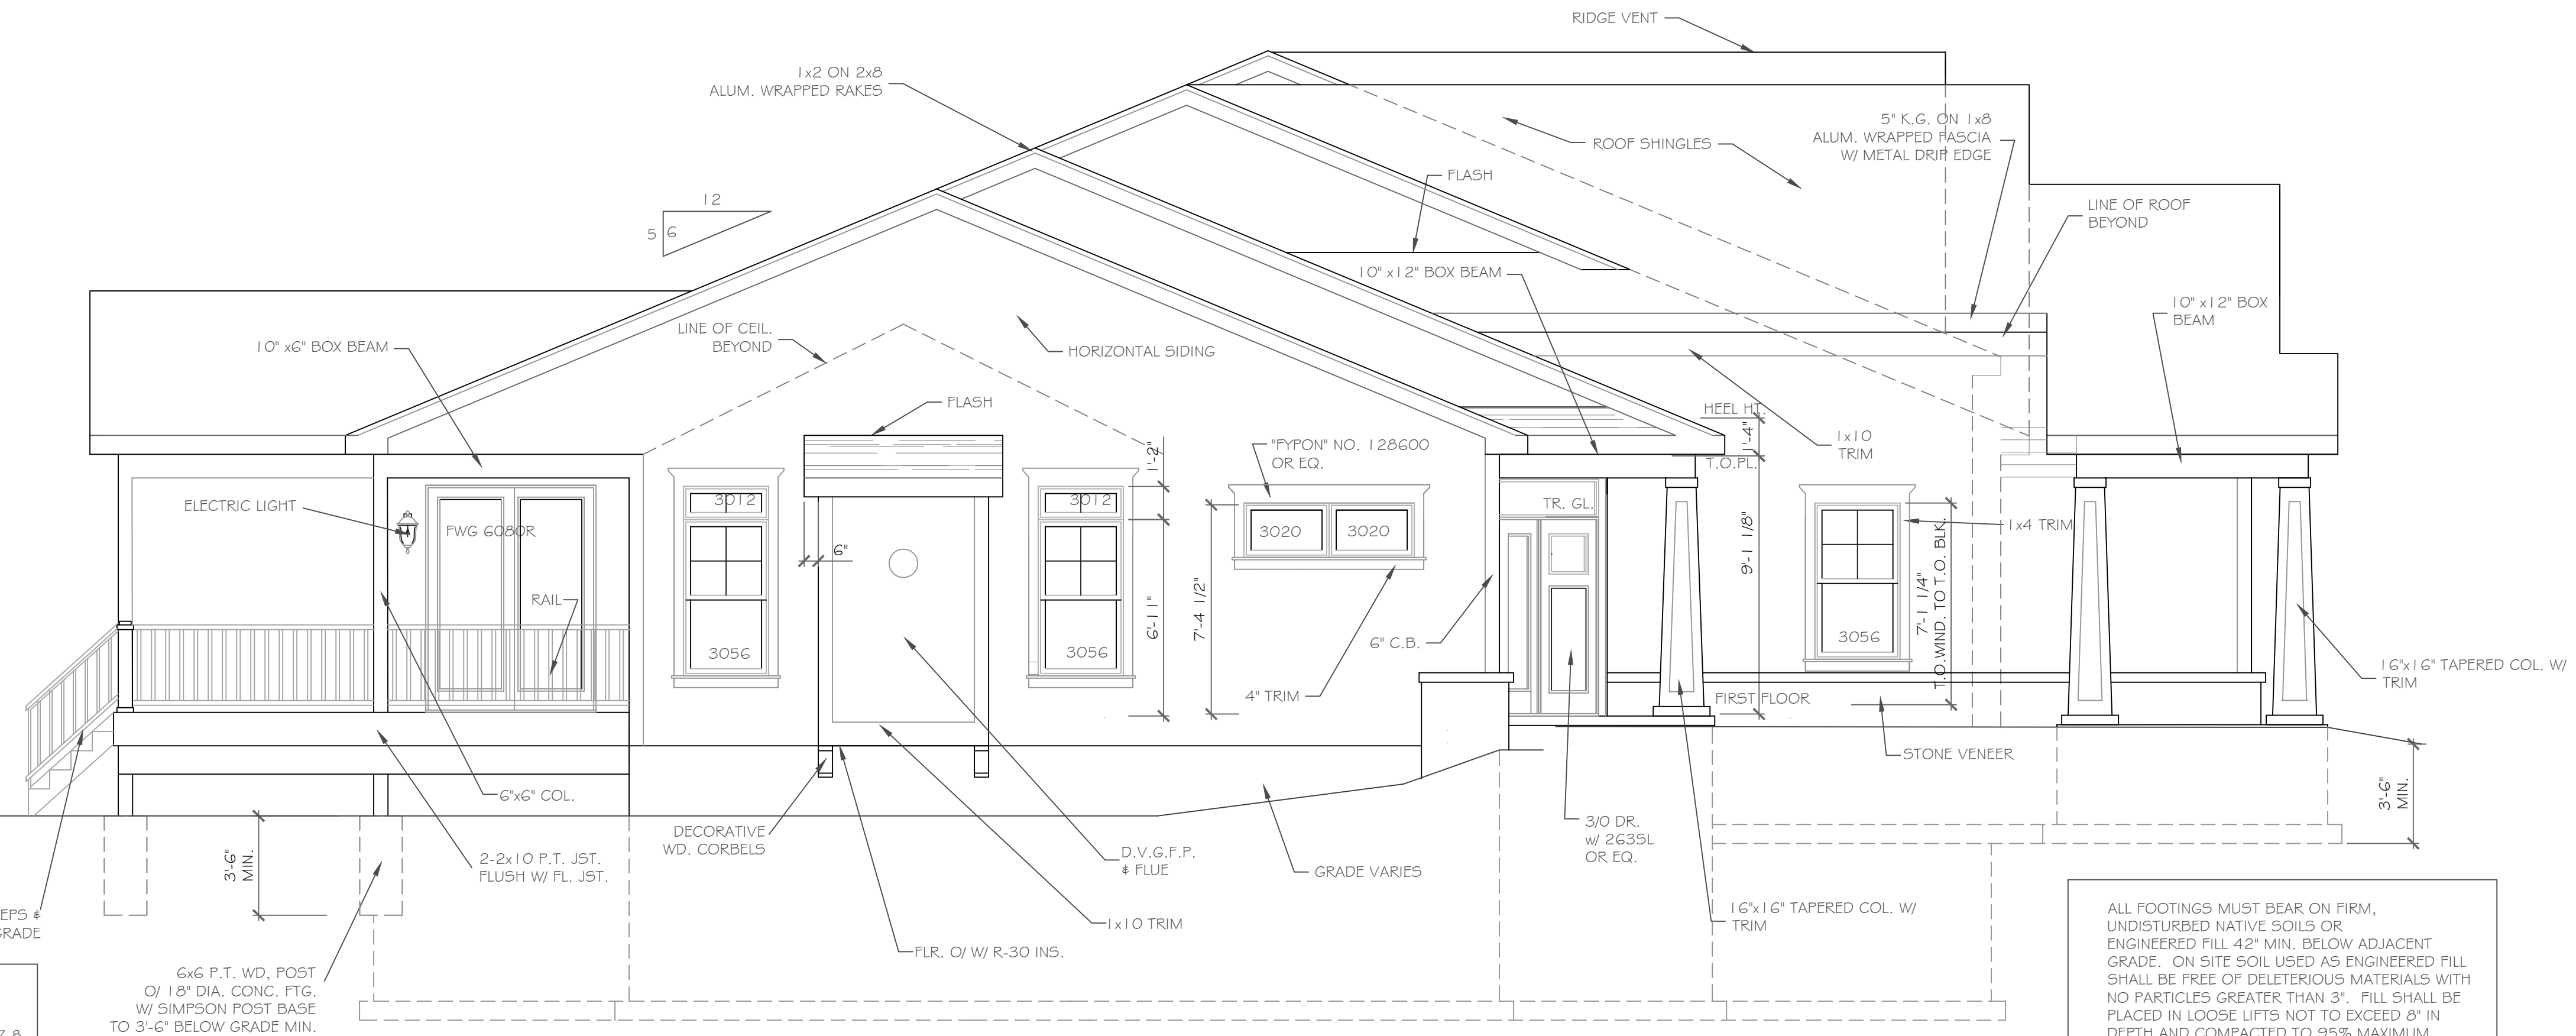 RIDGE VENT
1x2 ON 2x8
ALUM. WRAPPED RAKES
5" K.G. ON 1x8
ALUM. WRAPPED FASCIA
W/ METAL DRIP EDGE
ROOF SHINGLES
FLASH
12
5
6
LINE OF ROOF
BEYOND
10" x12" BOX BEAM
10" x12" BOX
BEAM
LINE OF CEIL.
BEYOND
10" x6" BOX BEAM
HORIZONTAL SIDING
FLASH
HEEL HT.
1'-4"
T.O.PL.
1x10
TRIM
"FYPON" NO. 128600
OR EQ.
1'-2"
ELECTRIC LIGHT
FWG 6080R
3012
3012
6"
3020
3020
TR. GL.
1x4 TRIM
9'-1 1/8"
7'-1 1/4"
T.O.WIND. TO T.O. BLK.
RAIL
6'-11"
7'-4 1/2"
3056
3056
3056
6" C.B.
4" TRIM
FIRST FLOOR
16"x16" TAPERED COL. W/
TRIM
STONE VENEER
6"x6" COL.
3'-6"
MIN.
DECORATIVE
WD. CORBELS
3/0 DR.
w/ 263SL
OR EQ.
2-2x10 P.T. JST.
FLUSH W/ FL. JST.
3'-6"
MIN.
D.V.G.F.P.
& FLUE
GRADE VARIES
EPS &
GRADE
1x10 TRIM
16"x16" TAPERED COL. W/
TRIM
FLR. O/ W/ R-30 INS.
6x6 P.T. WD, POST
O/ 18" DIA. CONC. FTG.
W/ SIMPSON POST BASE
TO 3'-6" BELOW GRADE MIN.
ALL FOOTINGS MUST BEAR ON FIRM,
UNDISTURBED NATIVE SOILS OR
ENGINEERED FILL 42" MIN. BELOW ADJACENT
GRADE. ON SITE SOIL USED AS ENGINEERED FILL
SHALL BE FREE OF DELETERIOUS MATERIALS WITH
NO PARTICLES GREATER THAN 3". FILL SHALL BE
PLACED IN LOOSE LIFTS NOT TO EXCEED 8" IN
DEPTH AND COMPACTED TO 95% MAXIMUM